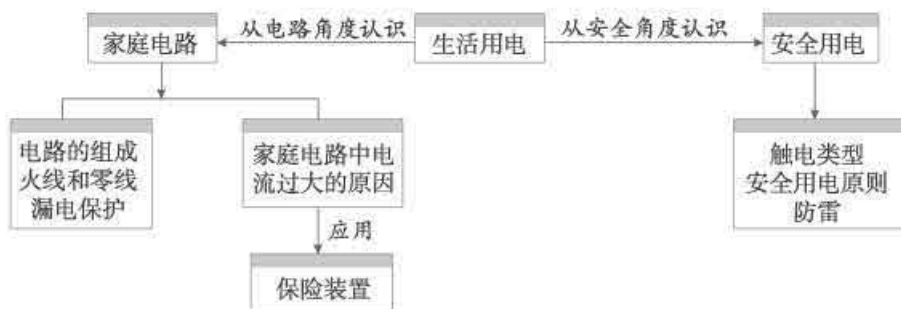 家庭电路
从电路角度认识
生活用电
从安全角度认识
安全用电
电路的组成
火线和零线
漏电保护
家庭电路中电
流过大的原因
触电类型
安全用电原则
防雷
应用
保险装置